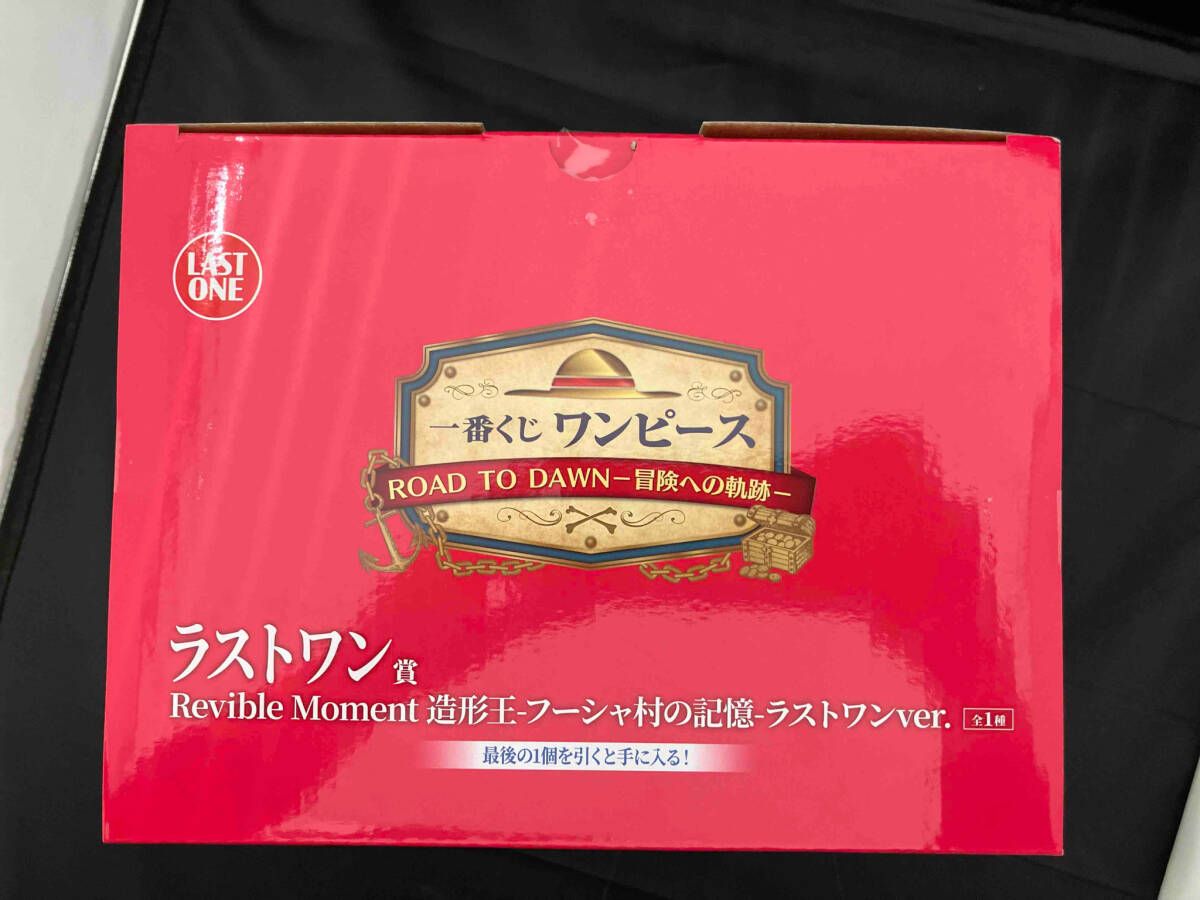 LAST
ONE
一番くじ ワンピース
ROAD TO DAWN－冒険への軌跡－
ラストワン賞
Revible Moment 造形王-フーシャ村の記憶-ラストワンver. 全1種
最後の1個を引くと手に入る!